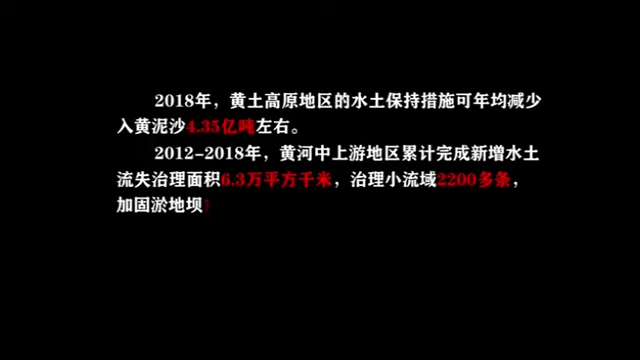 2018年，黄土高原地区的水土保持措施可年均减少
入黄泥沙4.35亿吨左右。
2012-2018年，黄河中上游地区累计完成新增水土
流失治理面积6.3万平方千米，治理小流域2200多条，
加固淤地坝